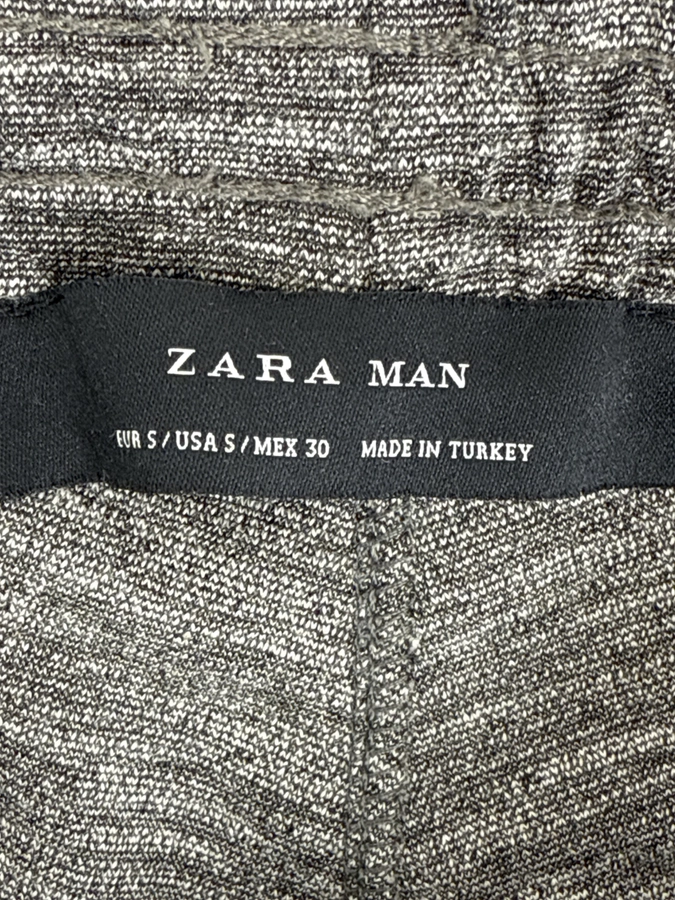 ZARA MAN
EUR S / USA S / MEX 30 MADE IN TURKEY